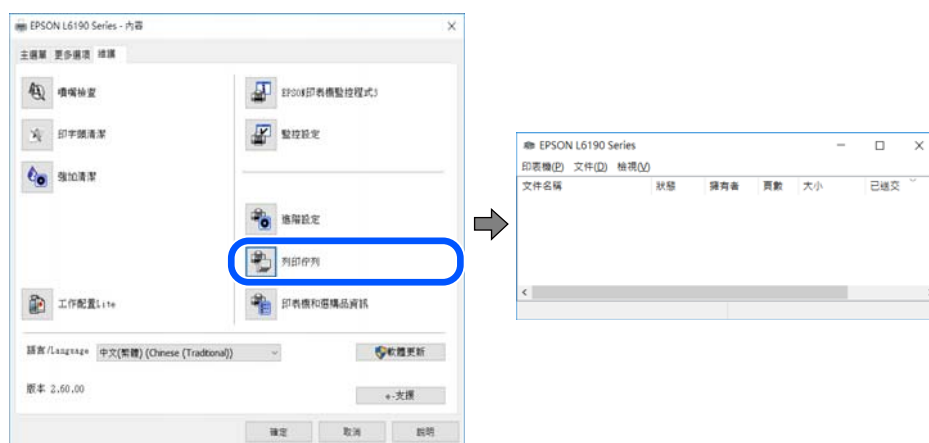 EPSON L6190 Series - 內容
主選單 更多選項 維護
噴嘴檢查
EPSON印表機監控程式3
印字頭清潔
監控設定
強加清潔
進階設定
列印佇列
工作配置Lite
印表機和選購品資訊
語言/Language 中文(繁體) (Chinese (Traditional))
軟體更新
版本 2.60.00
+-支援
確定 取消 說明
EPSON L6190 Series
印表機(P) 文件(D) 檢視(V)
文件名稱 狀態 擁有者 頁數 大小 已送交